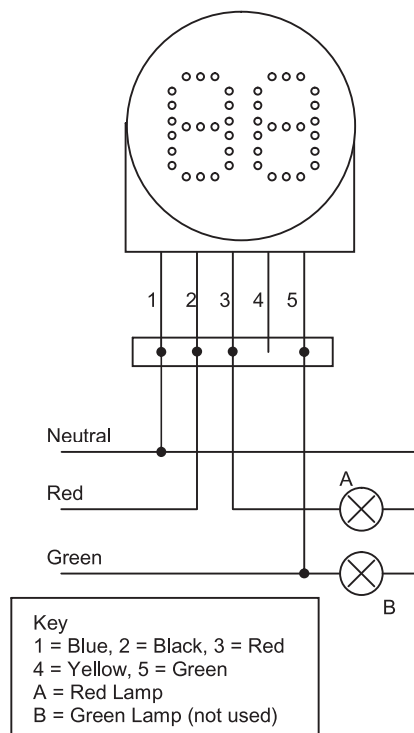 1 2 3 4 5
Neutral
Red
A
Green
B
Key
1 = Blue, 2 = Black, 3 = Red
4 = Yellow, 5 = Green
A = Red Lamp
B = Green Lamp (not used)